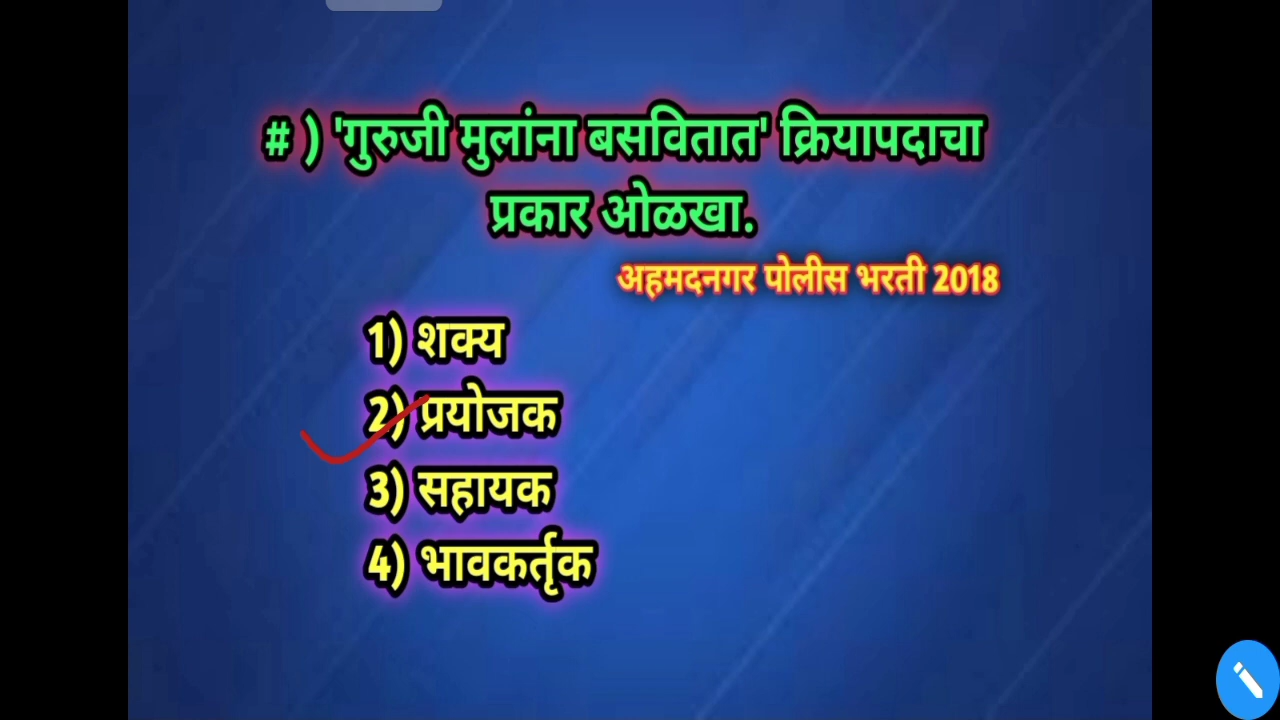 # ) 'गुरुजी मुलांना बसवितात' क्रियापदाचा
प्रकार ओळखा.
अहमदनगर पोलीस भरती 2018
1) शक्य
2) प्रयोजक
3) सहायक
4) भावकर्तृक